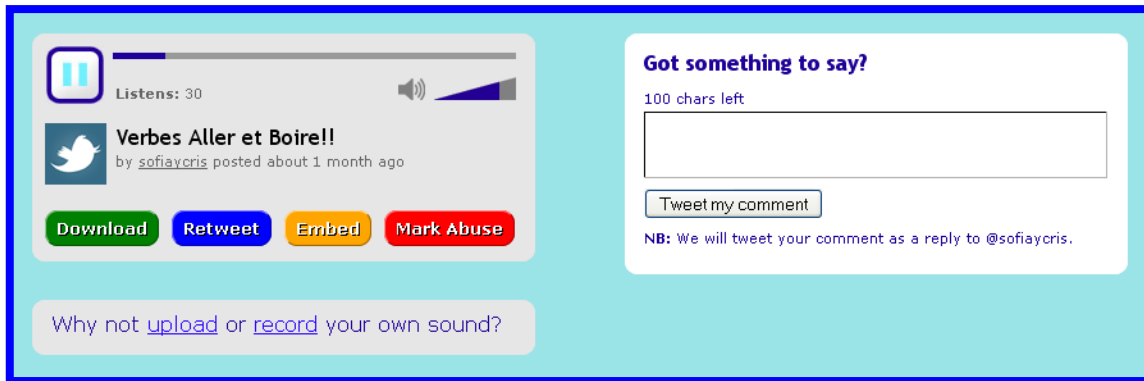 Listens: 30
Verbes Aller et Boire!!
by sofiaycris posted about 1 month ago
Download Retweet Embed Mark Abuse
Why not upload or record your own sound?
Got something to say?
100 chars left
Tweet my comment
NB: We will tweet your comment as a reply to @sofiaycris.